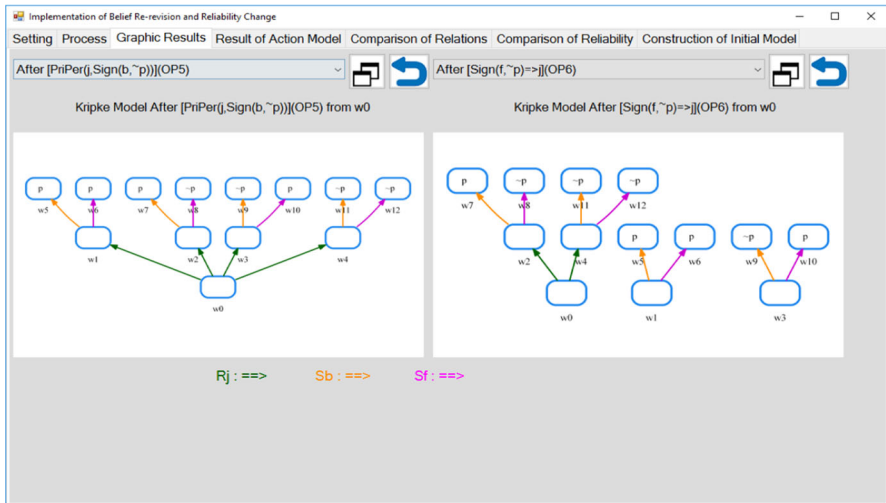 Implementation of Belief Re-revision and Reliability Change
Setting Process Graphic Results Result of Action Model Comparison of Relations Comparison of Reliability Construction of Initial Model
After [PriPer(j,Sign(b,~p))](OP5)
After [Sign(f,~p)=>j](OP6)
Kripke Model After [PriPer(j,Sign(b,~p))](OP5) from w0
Kripke Model After [Sign(f,~p)=>j](OP6) from w0
p p p ~p ~p p ~p ~p
w5 w6 w7 w8 w9 w10 w11 w12
w1 w2 w3 w4
w0
p ~p ~p ~p
w7 w8 w11 w12
p p ~p p
w2 w4 w5 w6 w9 w10
w0 w1 w3
Rj : ==> Sb : ==> Sf : ==>